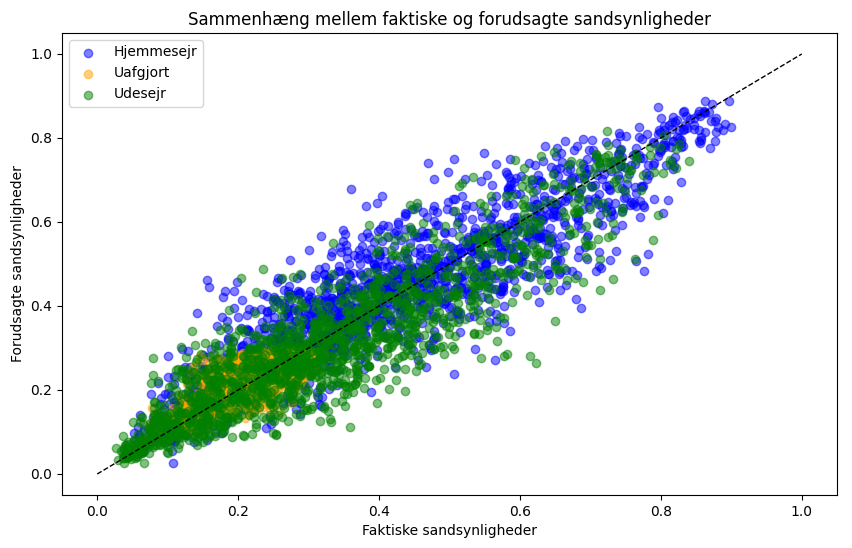 Sammenhæng mellem faktiske og forudsagte sandsynligheder
Hjemmesejr
Uafgjort
Udesejr
Forudsagte sandsynligheder
1.0
0.8
0.6
0.4
0.2
0.0
0.0 0.2 0.4 0.6 0.8 1.0
Faktiske sandsynligheder